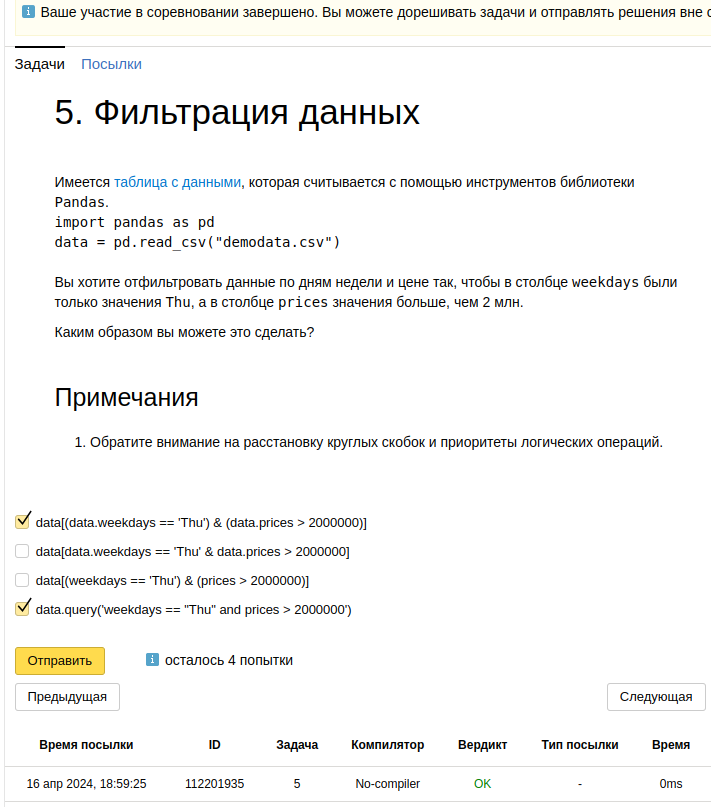 Ваше участие в соревновании завершено. Вы можете дорешивать задачи и отправлять решения вне
Задачи Посылки
5. Фильтрация данных
Имеется таблица с данными, которая считывается с помощью инструментов библиотеки
Pandas.
import pandas as pd
data = pd.read_csv("demodata.csv")
Вы хотите отфильтровать данные по дням недели и цене так, чтобы в столбце weekdays были
только значения Thu, а в столбце prices значения больше, чем 2 млн.
Каким образом вы можете это сделать?
Примечания
1. Обратите внимание на расстановку круглых скобок и приоритеты логических операций.
data[(data.weekdays == 'Thu') & (data.prices > 2000000)]
data[data.weekdays == 'Thu' & data.prices > 2000000]
data[(weekdays == 'Thu') & (prices > 2000000)]
data.query('weekdays == "Thu" and prices > 2000000')
Отправить осталось 4 попытки
Предыдущая Следующая
Время посылки ID Задача Компилятор Вердикт Тип посылки Время
16 апр 2024, 18:59:25 112201935 5 No-compiler OK - 0ms